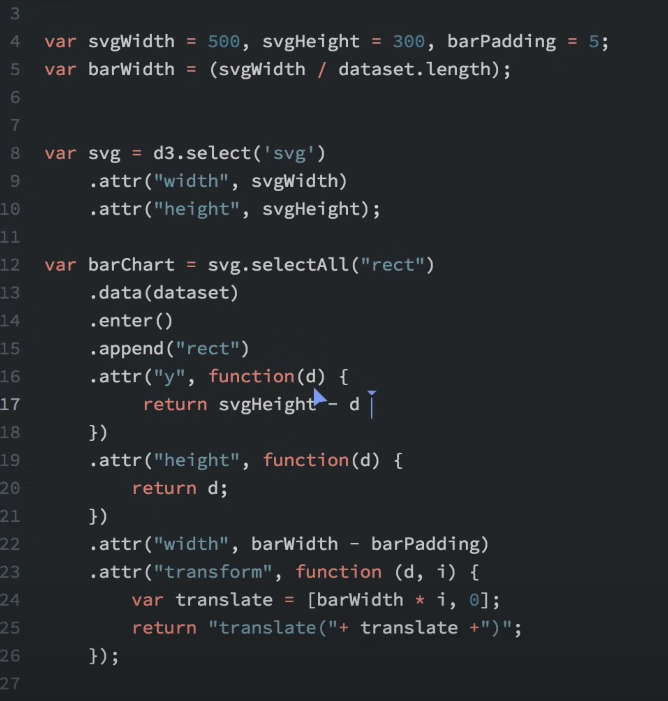 3
4 var svgWidth = 500, svgHeight = 300, barPadding = 5;
5 var barWidth = (svgWidth / dataset.length);
6
7
8 var svg = d3.select('svg')
9     .attr("width", svgWidth)
10     .attr("height", svgHeight);
11
12 var barChart = svg.selectAll("rect")
13     .data(dataset)
14     .enter()
15     .append("rect")
16     .attr("y", function(d) {
17          return svgHeight - d
18     })
19     .attr("height", function(d) {
20         return d;
21     })
22     .attr("width", barWidth - barPadding)
23     .attr("transform", function (d, i) {
24         var translate = [barWidth * i, 0];
25         return "translate("+ translate +")";
26     });
27